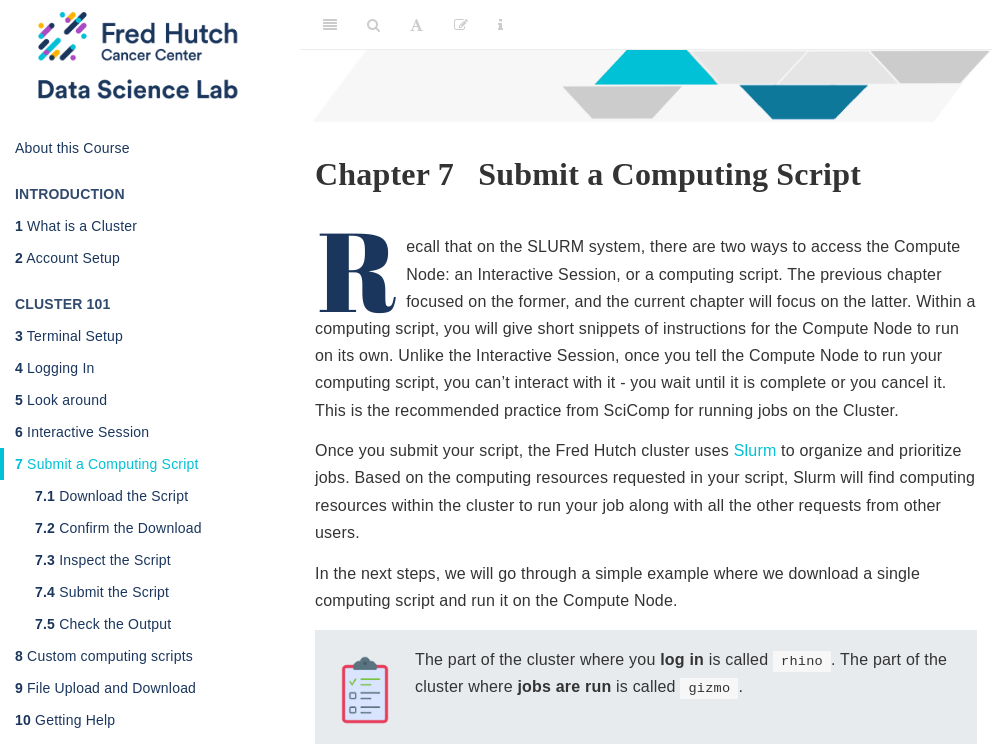 Fred Hutch
Cancer Center
Data Science Lab
About this Course
INTRODUCTION
1 What is a Cluster
2 Account Setup
CLUSTER 101
3 Terminal Setup
4 Logging In
5 Look around
6 Interactive Session
7 Submit a Computing Script
7.1 Download the Script
7.2 Confirm the Download
7.3 Inspect the Script
7.4 Submit the Script
7.5 Check the Output
8 Custom computing scripts
9 File Upload and Download
10 Getting Help
A
Chapter 7 Submit a Computing Script
Recall that on the SLURM system, there are two ways to access the Compute
Node: an Interactive Session, or a computing script. The previous chapter
focused on the former, and the current chapter will focus on the latter. Within a
computing script, you will give short snippets of instructions for the Compute Node to run
on its own. Unlike the Interactive Session, once you tell the Compute Node to run your
computing script, you can’t interact with it - you wait until it is complete or you cancel it.
This is the recommended practice from SciComp for running jobs on the Cluster.
Once you submit your script, the Fred Hutch cluster uses Slurm to organize and prioritize
jobs. Based on the computing resources requested in your script, Slurm will find computing
resources within the cluster to run your job along with all the other requests from other
users.
In the next steps, we will go through a simple example where we download a single
computing script and run it on the Compute Node.
The part of the cluster where you log in is called rhino. The part of the
cluster where jobs are run is called gizmo.